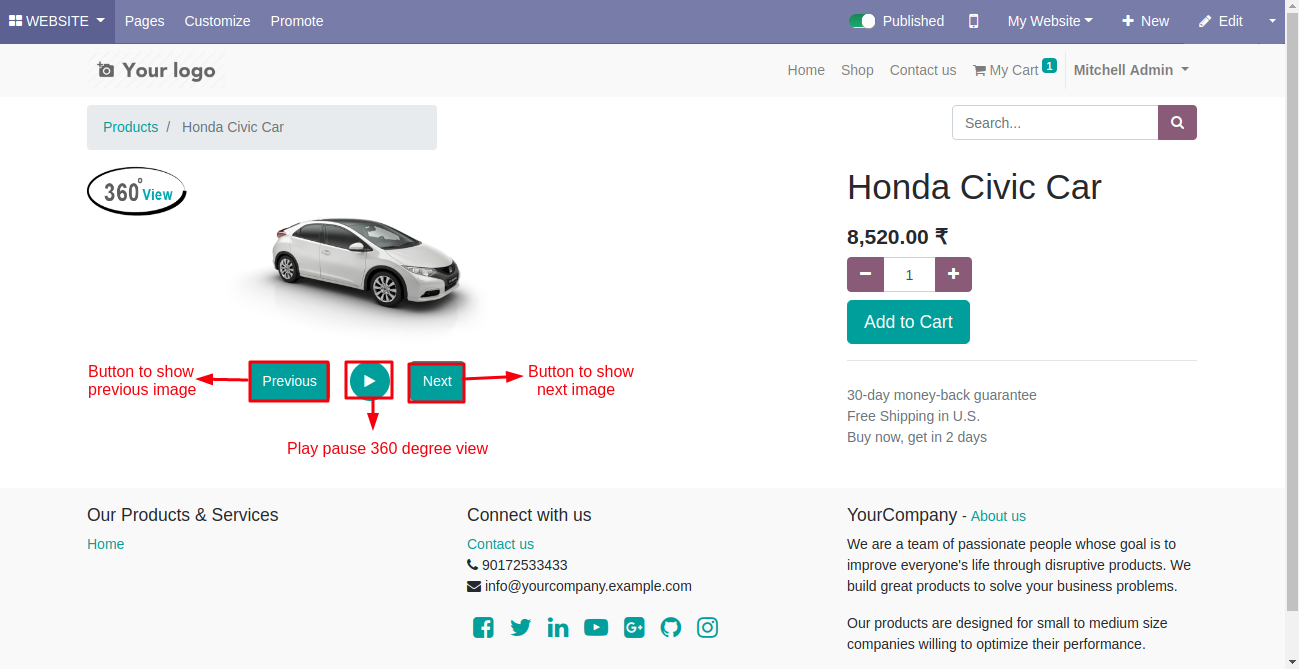 WEBSITE Pages Customize Promote Published My Website New Edit
Your logo Home Shop Contact us My Cart 1 Mitchell Admin
Products / Honda Civic Car
Search...
360° View
Honda Civic Car
8,520.00 ₹
1
Add to Cart
Button to show
previous image
Previous
Next
Button to show
next image
Play pause 360 degree view
30-day money-back guarantee
Free Shipping in U.S.
Buy now, get in 2 days
Our Products & Services
Home
Connect with us
Contact us
90172533433
info@yourcompany.example.com
YourCompany - About us
We are a team of passionate people whose goal is to
improve everyone's life through disruptive products. We
build great products to solve your business problems.
Our products are designed for small to medium size
companies willing to optimize their performance.